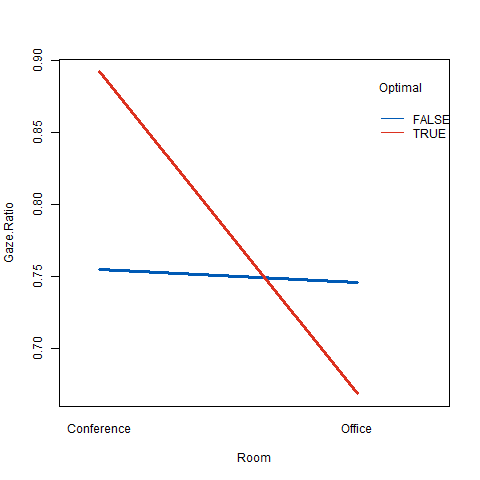 Optimal
FALSE
TRUE
Gaze.Ratio
0.90
0.85
0.80
0.75
0.70
Conference
Office
Room